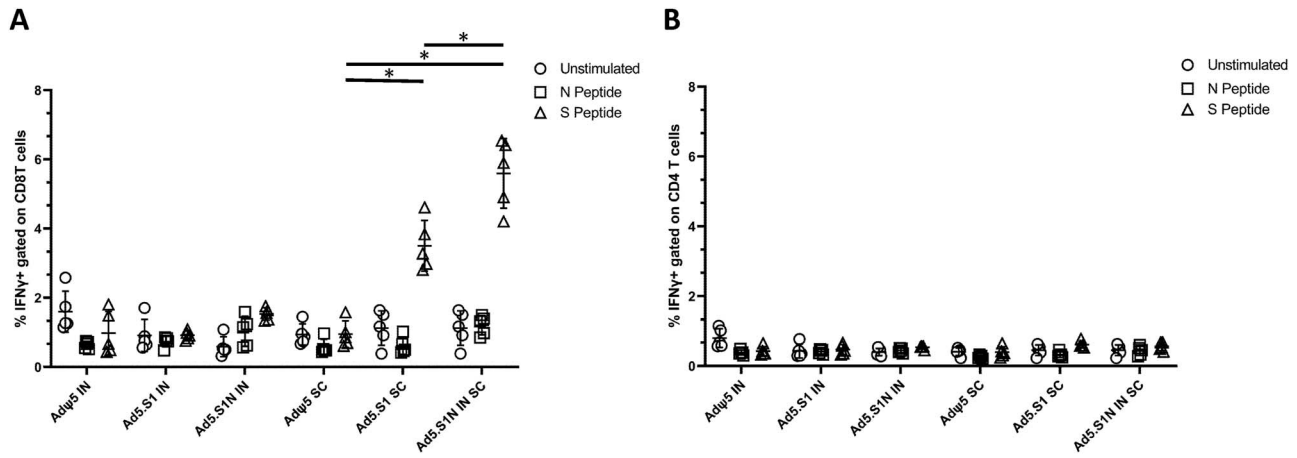 A
*
*
*
Unstimulated
N Peptide
S Peptide
% IFNγ+ gated on CD8T cells
8
6
4
2
0
Adψ5 IN
Ad5.S1 IN
Ad5.S1N IN
Adψ5 SC
Ad5.S1 SC
Ad5.S1N IN SC
B
Unstimulated
N Peptide
S Peptide
% IFNγ+ gated on CD4 T cells
8
6
4
2
0
Adψ5 IN
Ad5.S1 IN
Ad5.S1N IN
Adψ5 SC
Ad5.S1 SC
Ad5.S1N IN SC